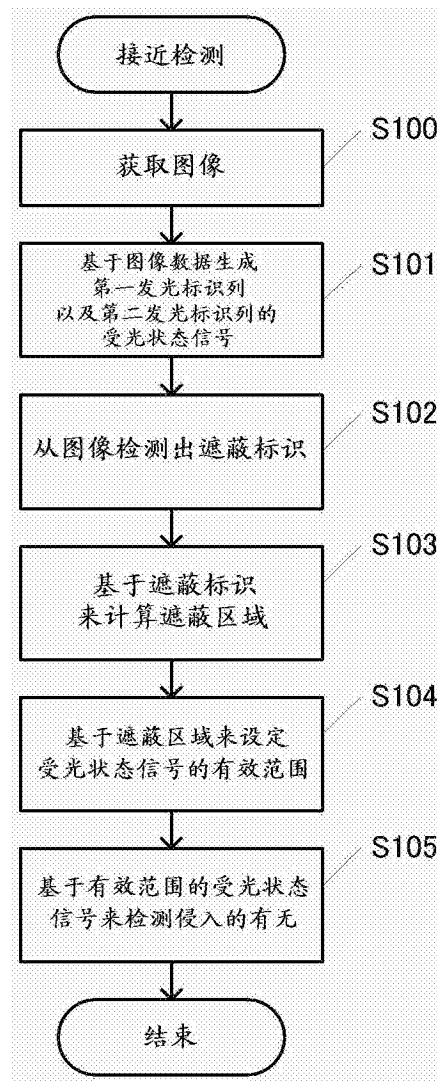 接近检测
S100
获取图像
S101
基于图像数据生成
第一发光标识列
以及第二发光标识列的
受光状态信号
S102
从图像检测出遮蔽标识
S103
基于遮蔽标识
来计算遮蔽区域
S104
基于遮蔽区域来设定
受光状态信号的有效范围
S105
基于有效范围的受光状态
信号来检测侵入的有无
结束